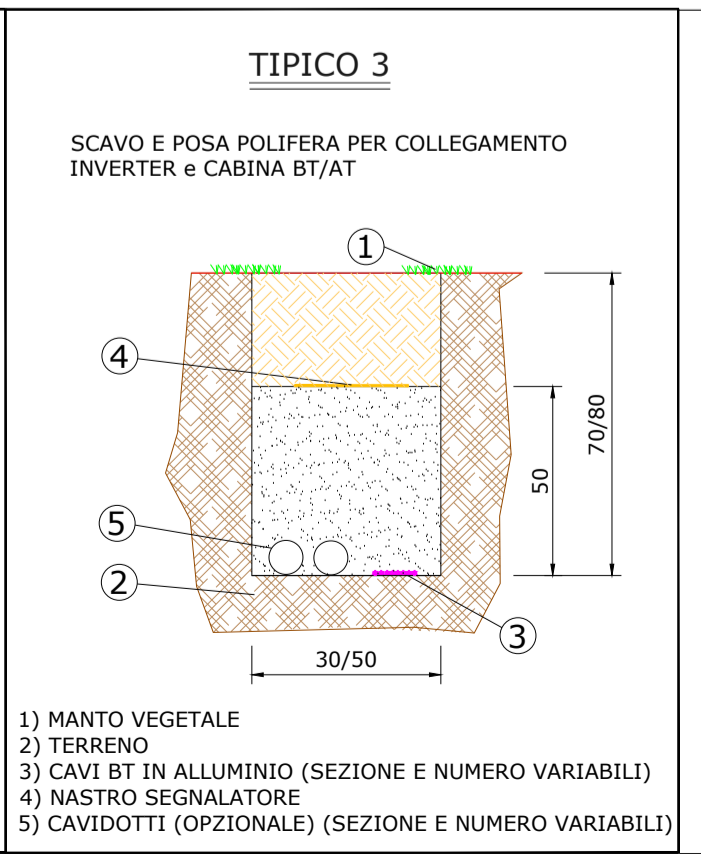 TIPICO 3
SCAVO E POSA POLIFERA PER COLLEGAMENTO
INVERTER e CABINA BT/AT
1
4
70/80
50
5
2
3
30/50
1) MANTO VEGETALE
2) TERRENO
3) CAVI BT IN ALLUMINIO (SEZIONE E NUMERO VARIABILI)
4) NASTRO SEGNALATORE
5) CAVIDOTTI (OPZIONALE) (SEZIONE E NUMERO VARIABILI)